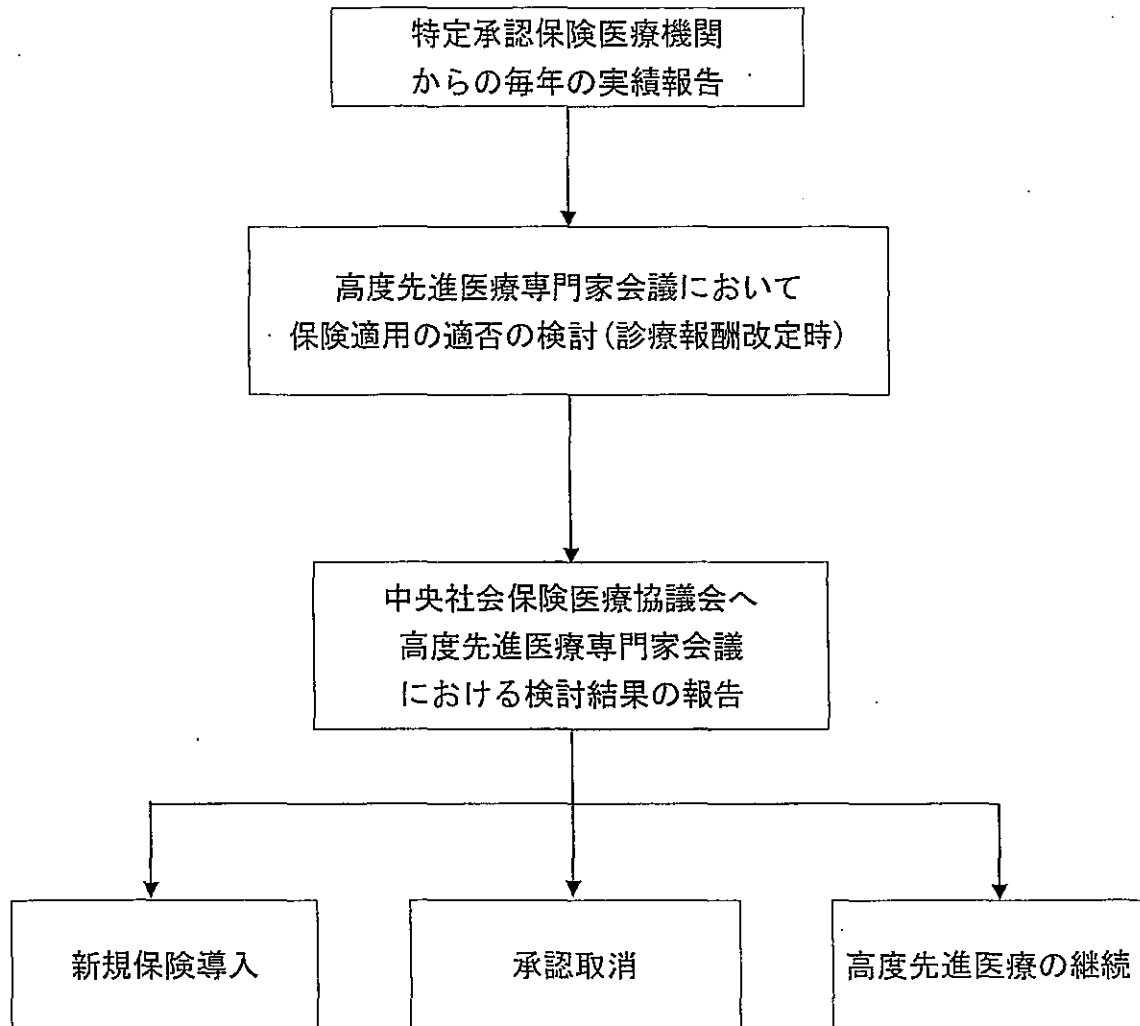 特定承認保険医療機関
からの毎年の実績報告
高度先進医療専門家会議において
保険適用の適否の検討(診療報酬改定時)
中央社会保険医療協議会へ
高度先進医療専門家会議
における検討結果の報告
新規保険導入
承認取消
高度先進医療の継続